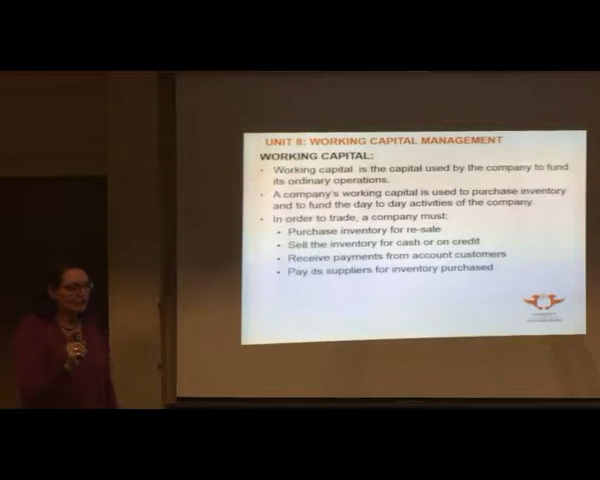 UNIT 8: WORKING CAPITAL MANAGEMENT
WORKING CAPITAL:
• Working capital is the capital used by the company to fund
its ordinary operations.
• A company's working capital is used to purchase inventory
and to fund the day to day activities of the company.
• In order to trade, a company must:
• Purchase inventory for re-sale
• Sell the inventory for cash or on credit
• Receive payments from account customers
• Pay its suppliers for inventory purchased